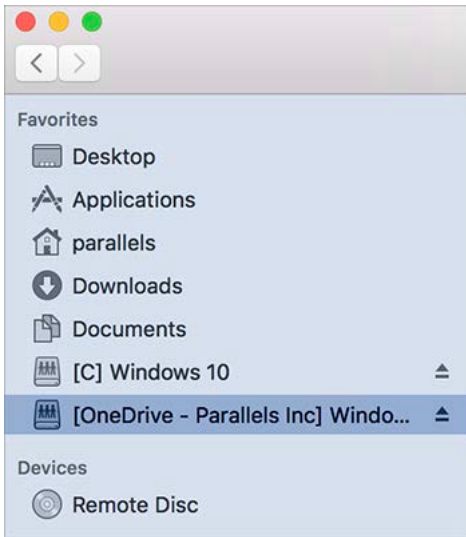 Favorites
Desktop
Applications
parallels
Downloads
Documents
[C] Windows 10
[OneDrive - Parallels Inc] Windo...
Devices
Remote Disc